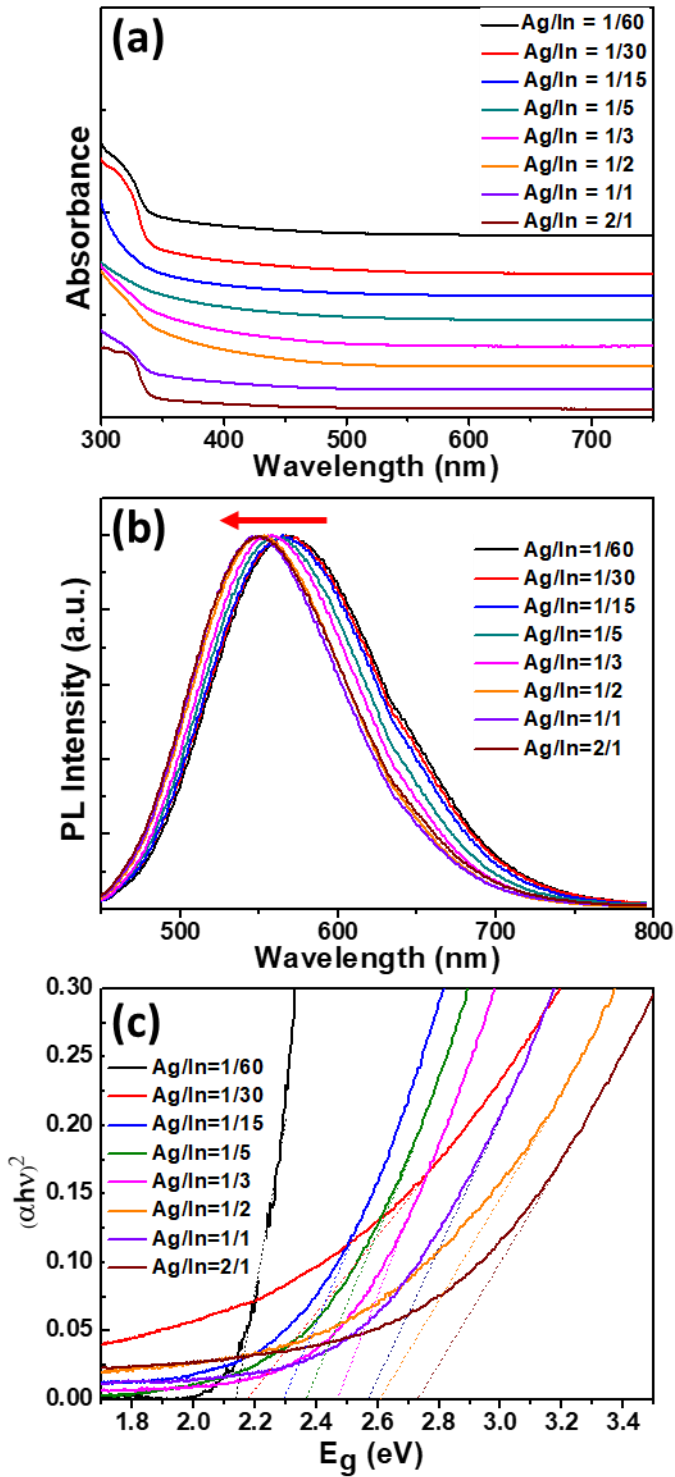 (a)
Ag/In = 1/60
Ag/In = 1/30
Ag/In = 1/15
Ag/In = 1/5
Ag/In = 1/3
Ag/In = 1/2
Ag/In = 1/1
Ag/In = 2/1
Absorbance
300 400 500 600 700
Wavelength (nm)
(b)
Ag/In=1/60
Ag/In=1/30
Ag/In=1/15
Ag/In=1/5
Ag/In=1/3
Ag/In=1/2
Ag/In=1/1
Ag/In=2/1
PL Intensity (a.u.)
500 600 700 800
Wavelength (nm)
(c)
Ag/In=1/60
Ag/In=1/30
Ag/In=1/15
Ag/In=1/5
Ag/In=1/3
Ag/In=1/2
Ag/In=1/1
Ag/In=2/1
(αhν)²
0.30
0.25
0.20
0.15
0.10
0.05
0.00
1.8 2.0 2.2 2.4 2.6 2.8 3.0 3.2 3.4
Eg (eV)